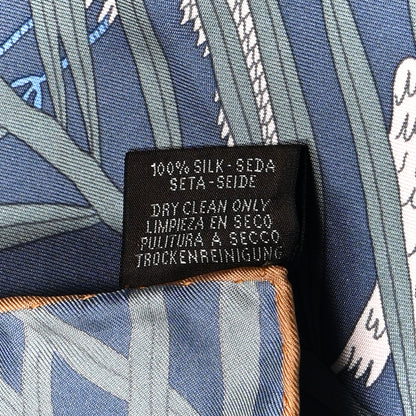 100% SILK - SEDA
SETA - SEIDE
DRY CLEAN ONLY
LIMPIEZA EN SECO
PULITURA A SECCO
TROCKENREINIGUNG